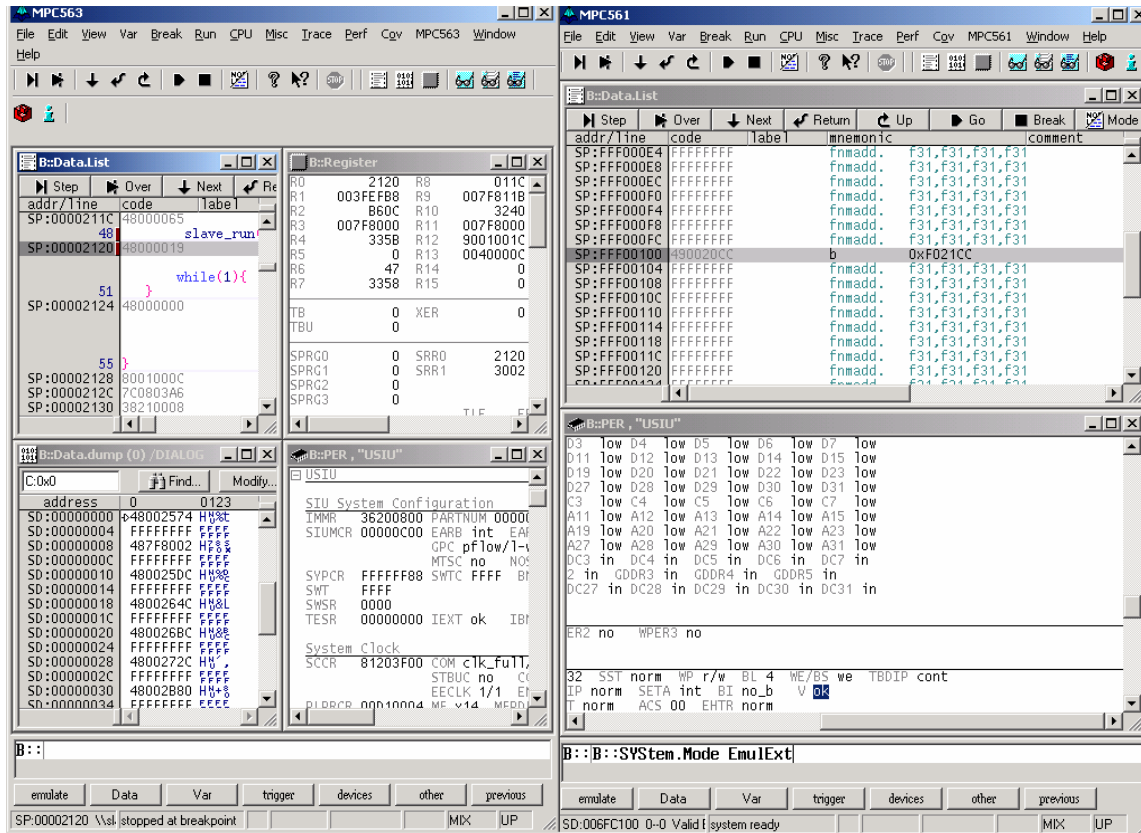 MPC563
File Edit View Var Break Run CPU Misc Trace Perf Cov MPC563 Window
Help
B::Data.List
Step Over Next Re
addr/line code label
SP:0000211C 48000065
48 slave_run
SP:00002120 48000019
while(1){
51 }
SP:00002124 48000000
55 }
SP:00002128 8001000C
SP:0000212C 7C0803A6
SP:00002130 38210008
B::Register
R0 2120 R8 011C
R1 003FEFB8 R9 007F811B
R2 B60C R10 3240
R3 007F8000 R11 007F8000
R4 335B R12 9001001C
R5 0 R13 0040000C
R6 47 R14 0
R7 3358 R15 0
TB 0 XER 0
TBU 0
SPRG0 0 SRR0 2120
SPRG1 0 SRR1 3002
SPRG2 0
SPRG3 0
B::Data.dump (0) /DIALOG
C:0x0 Find... Modify...
address 0 0123
SD:00000000 48002574
SD:00000004 FFFFFFFF
SD:00000008 487F8002
SD:0000000C FFFFFFFF
SD:00000010 480025DC
SD:00000014 FFFFFFFF
SD:00000018 4800264C
SD:0000001C FFFFFFFF
SD:00000020 480026BC
SD:00000024 FFFFFFFF
SD:00000028 4800272C
SD:0000002C FFFFFFFF
SD:00000030 48002B80
SD:00000034 FFFFFFFF
B::PER , "USIU"
USIU
SIU System Configuration
IMMR 36200800 PARTNUM 0000
SIUMCR 00000C00 EARB int EAR
GPC pflow/l-w
MTSC no NOS
SYPCR FFFFFF88 SWTC FFFF BM
SWT FFFF
SWSR 0000
TESR 00000000 IEXT ok IBM
System Clock
SCCR 81203F00 COM clk_full/
STBUC no CO
EECLK 1/1 EN
PLPRCR 00D10004 MF x14 MFPD
B::
emulate Data Var trigger devices other previous
SP:00002120 \\sl stopped at breakpoint MIX UP
MPC561
File Edit View Var Break Run CPU Misc Trace Perf Cov MPC561 Window Help
B::Data.List
Step Over Next Return Up Go Break Mode
addr/line code label mnemonic comment
SP:FFF000E4 FFFFFFFF fnmadd. f31,f31,f31,f31
SP:FFF000E8 FFFFFFFF fnmadd. f31,f31,f31,f31
SP:FFF000EC FFFFFFFF fnmadd. f31,f31,f31,f31
SP:FFF000F0 FFFFFFFF fnmadd. f31,f31,f31,f31
SP:FFF000F4 FFFFFFFF fnmadd. f31,f31,f31,f31
SP:FFF000F8 FFFFFFFF fnmadd. f31,f31,f31,f31
SP:FFF000FC FFFFFFFF fnmadd. f31,f31,f31,f31
SP:FFF00100 490020CC b 0xF021CC
SP:FFF00104 FFFFFFFF fnmadd. f31,f31,f31,f31
SP:FFF00108 FFFFFFFF fnmadd. f31,f31,f31,f31
SP:FFF0010C FFFFFFFF fnmadd. f31,f31,f31,f31
SP:FFF00110 FFFFFFFF fnmadd. f31,f31,f31,f31
SP:FFF00114 FFFFFFFF fnmadd. f31,f31,f31,f31
SP:FFF00118 FFFFFFFF fnmadd. f31,f31,f31,f31
SP:FFF0011C FFFFFFFF fnmadd. f31,f31,f31,f31
SP:FFF00120 FFFFFFFF fnmadd. f31,f31,f31,f31
SP:FFF00124 FFFFFFFF fnmadd. f31,f31,f31,f31
B::PER , "USIU"
D3 low D4 low D5 low D6 low D7 low
D11 low D12 low D13 low D14 low D15 low
D19 low D20 low D21 low D22 low D23 low
D27 low D28 low D29 low D30 low D31 low
C3 low C4 low C5 low C6 low C7 low
A11 low A12 low A13 low A14 low A15 low
A19 low A20 low A21 low A22 low A23 low
A27 low A28 low A29 low A30 low A31 low
DC3 in DC4 in DC5 in DC6 in DC7 in
2 in GDDR3 in GDDR4 in GDDR5 in
DC27 in DC28 in DC29 in DC30 in DC31 in
ER2 no WPER3 no
32 SST norm WP r/w BL 4 WE/BS we TBDIP cont
IP norm SETA int BI no_b V ok
T norm ACS 00 EHTR norm
B::B::SYStem.Mode EmulExt
emulate Data Var trigger devices other previous
SD:006FC100 0--0 Valid E system ready MIX UP